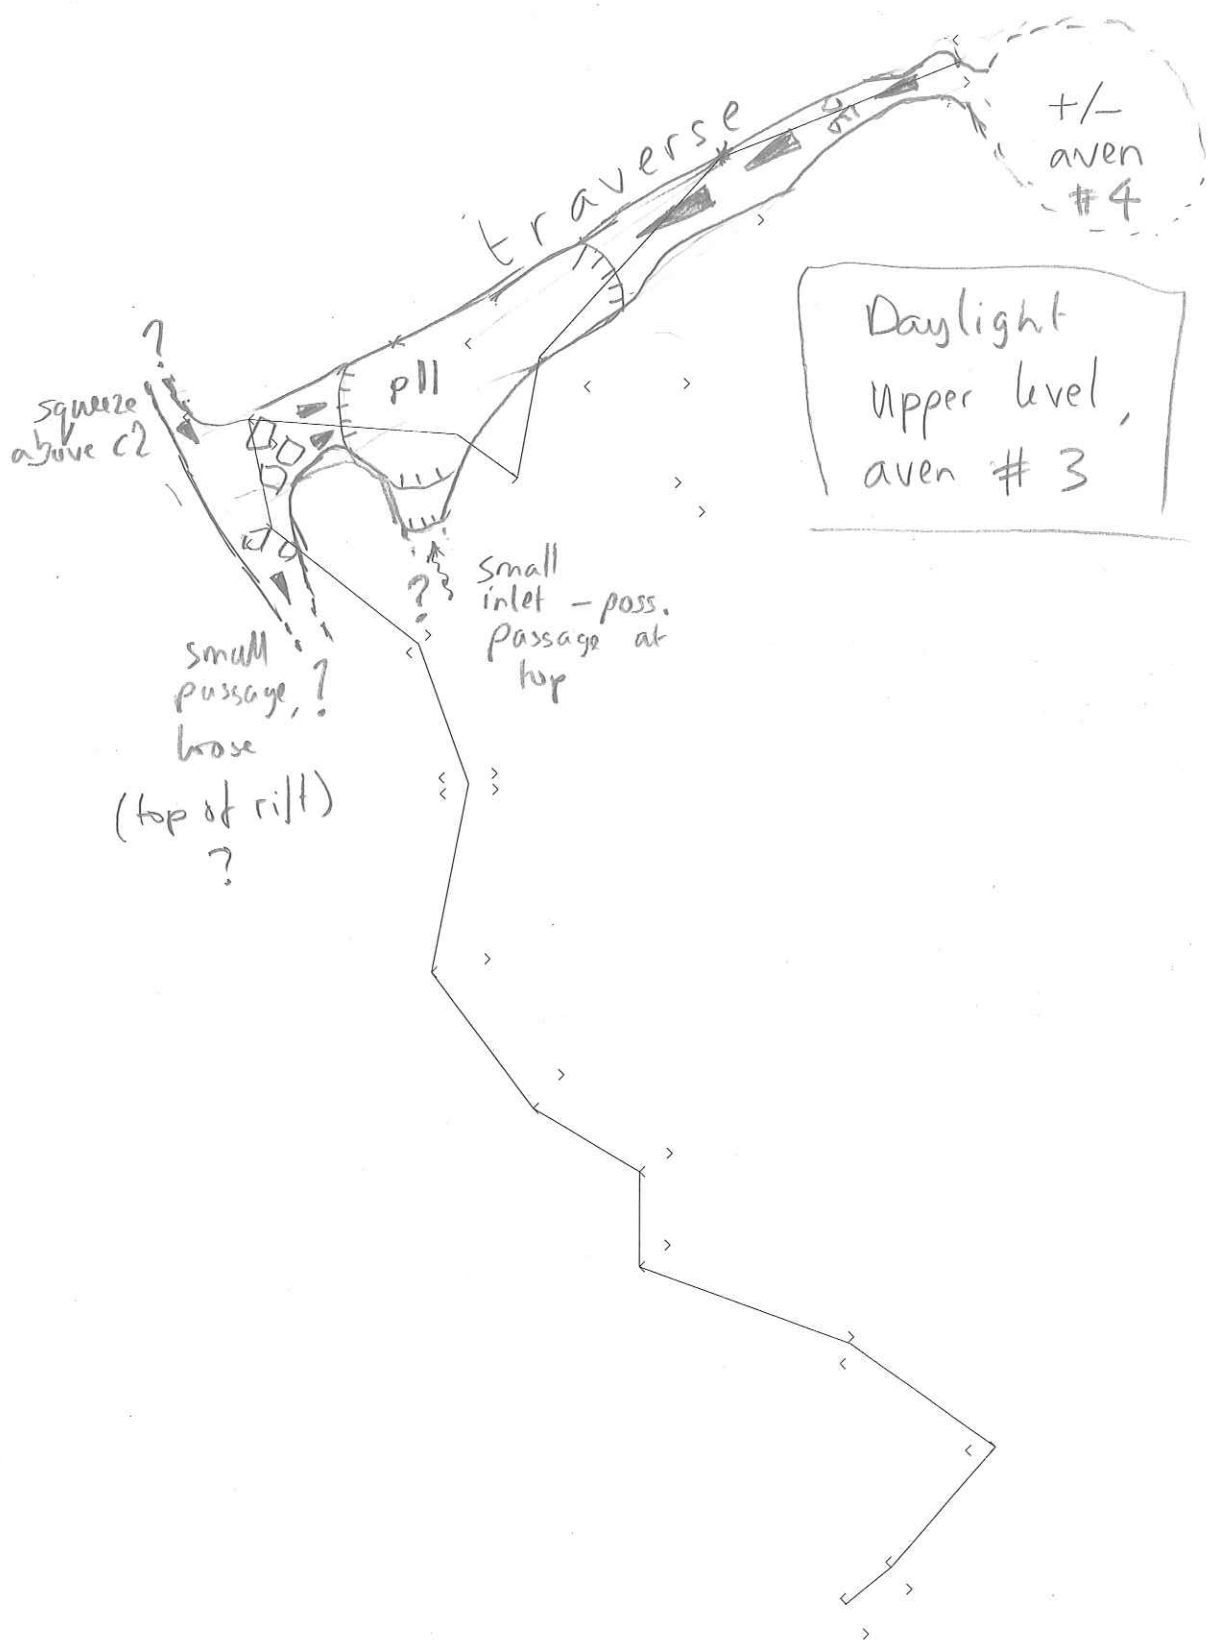 traverse
+/-
aven
#4
Daylight
upper level,
aven # 3
?
squeeze
above c2
p11
?
small
inlet - poss.
passage at
top
small
passage, ?
loose
(top of rift)
?